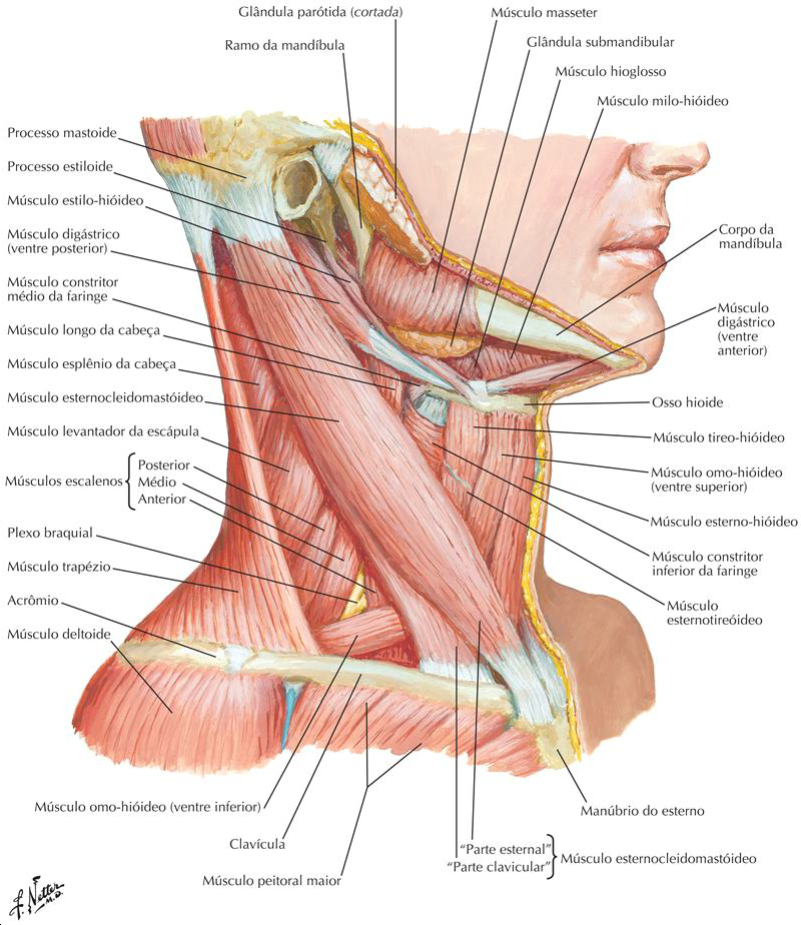 Glândula parótida (cortada)
Músculo masseter
Ramo da mandíbula
Glândula submandibular
Músculo hioglosso
Músculo milo-hióideo
Processo mastoide
Processo estiloide
Músculo estilo-hióideo
Músculo digástrico
(ventre posterior)
Músculo constritor
médio da faringe
Músculo longo da cabeça
Músculo esplênio da cabeça
Músculo esternocleidomastóideo
Músculo levantador da escápula
Músculos escalenos
Posterior
Médio
Anterior
Plexo braquial
Músculo trapézio
Acrômio
Músculo deltoide
Corpo da
mandíbula
Músculo
digástrico
(ventre
anterior)
Osso hioide
Músculo tireo-hióideo
Músculo omo-hióideo
(ventre superior)
Músculo esterno-hióideo
Músculo constritor
inferior da faringe
Músculo
esternotireóideo
Músculo omo-hióideo (ventre inferior)
Clavícula
Músculo peitoral maior
Manúbrio do esterno
“Parte esternal”
“Parte clavicular”
Músculo esternocleidomastóideo
F. Netter
M.D.